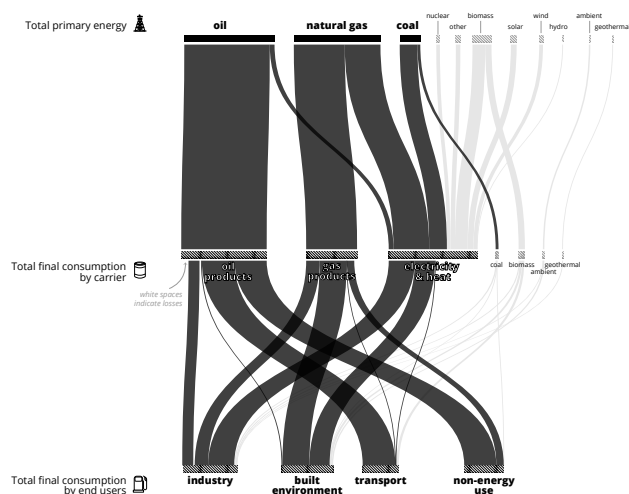 nuclear
biomass
wind
ambient
Total primary energy
oil
natural gas
coal
other
solar
hydro
geotherma
Total final consumption
by carrier
oil
products
gas
products
electricity
& heat
coal
biomass
geothermal
ambient
white spaces
indicate losses
Total final consumption
by end users
industry
built
environment
transport
non-energy
use